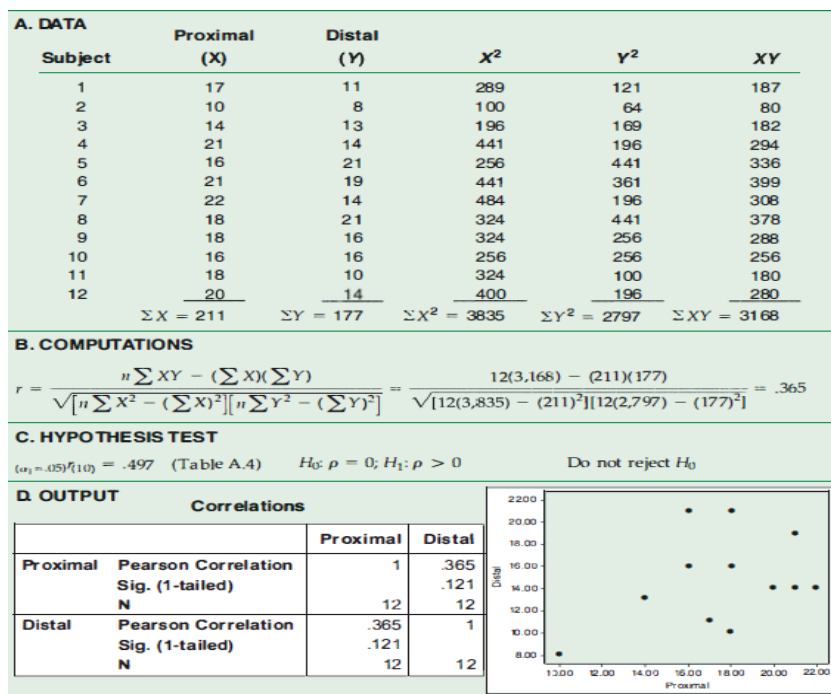 A. DATA
Proximal Distal
Subject (X) (Y) X² Y² XY
1 17 11 289 121 187
2 10 8 100 64 80
3 14 13 196 169 182
4 21 14 441 196 294
5 16 21 256 441 336
6 21 19 441 361 399
7 22 14 484 196 308
8 18 21 324 441 378
9 18 16 324 256 288
10 16 16 256 256 256
11 18 10 324 100 180
12 20 14 400 196 280
ΣX = 211 ΣY = 177 ΣX² = 3835 ΣY² = 2797 ΣXY = 3168
B. COMPUTATIONS
r = n∑XY − (∑X)(∑Y) / √[n∑X² − (∑X)²][n∑Y² − (∑Y)²] = 12(3,168) − (211)(177) / √[12(3,835) − (211)²][12(2,797) − (177)²] = .365
C. HYPOTHESIS TEST
(α₁=.05)r(10) = .497 (Table A.4) H₀: ρ = 0; H₁: ρ > 0 Do not reject H₀
D. OUTPUT
Correlations
Proximal Distal
Proximal Pearson Correlation 1 .365
Sig. (1-tailed) .121
N 12 12
Distal Pearson Correlation .365 1
Sig. (1-tailed) .121
N 12 12
22.00
20.00
18.00
16.00
14.00
12.00
10.00
8.00
Distal
10.00 12.00 14.00 16.00 18.00 20.00 22.00
Proximal